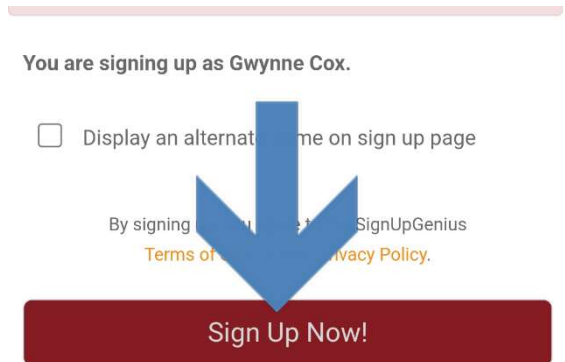 You are signing up as Gwynne Cox.
Display an on sign up page
By signing SignUpGenius
Terms of Policy.
Sign Up Now!